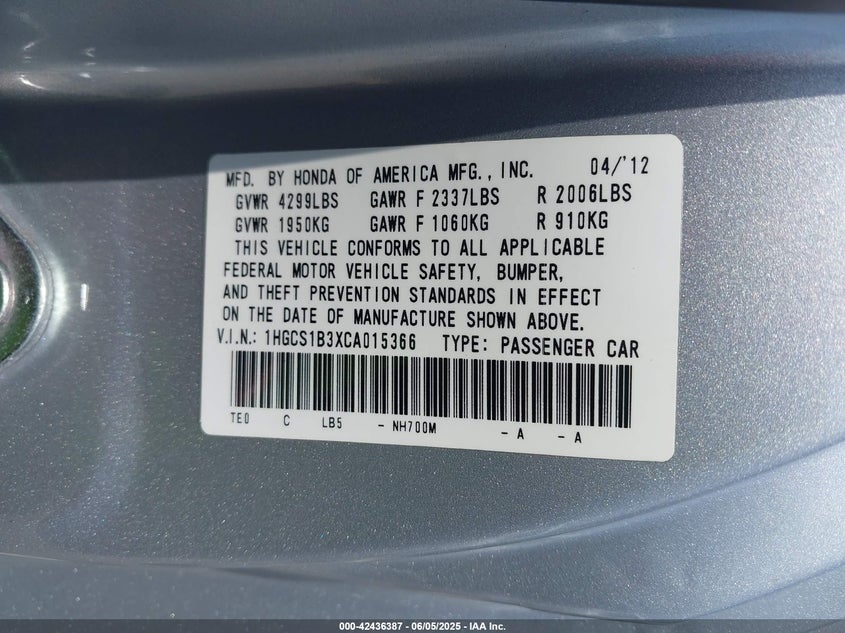 MFD. BY HONDA OF AMERICA MFG., INC. 04/'12
GVWR 4299LBS GAWR F 2337LBS R 2006LBS
GVWR 1950KG GAWR F 1060KG R 910KG
THIS VEHICLE CONFORMS TO ALL APPLICABLE
FEDERAL MOTOR VEHICLE SAFETY, BUMPER,
AND THEFT PREVENTION STANDARDS IN EFFECT
ON THE DATE OF MANUFACTURE SHOWN ABOVE.
V.I.N.: 1HGCS1B3XCA015366 TYPE: PASSENGER CAR
TE0 C LB5 - NH700M - A - A
000-42436387 - 06/05/2025 - IAA Inc.